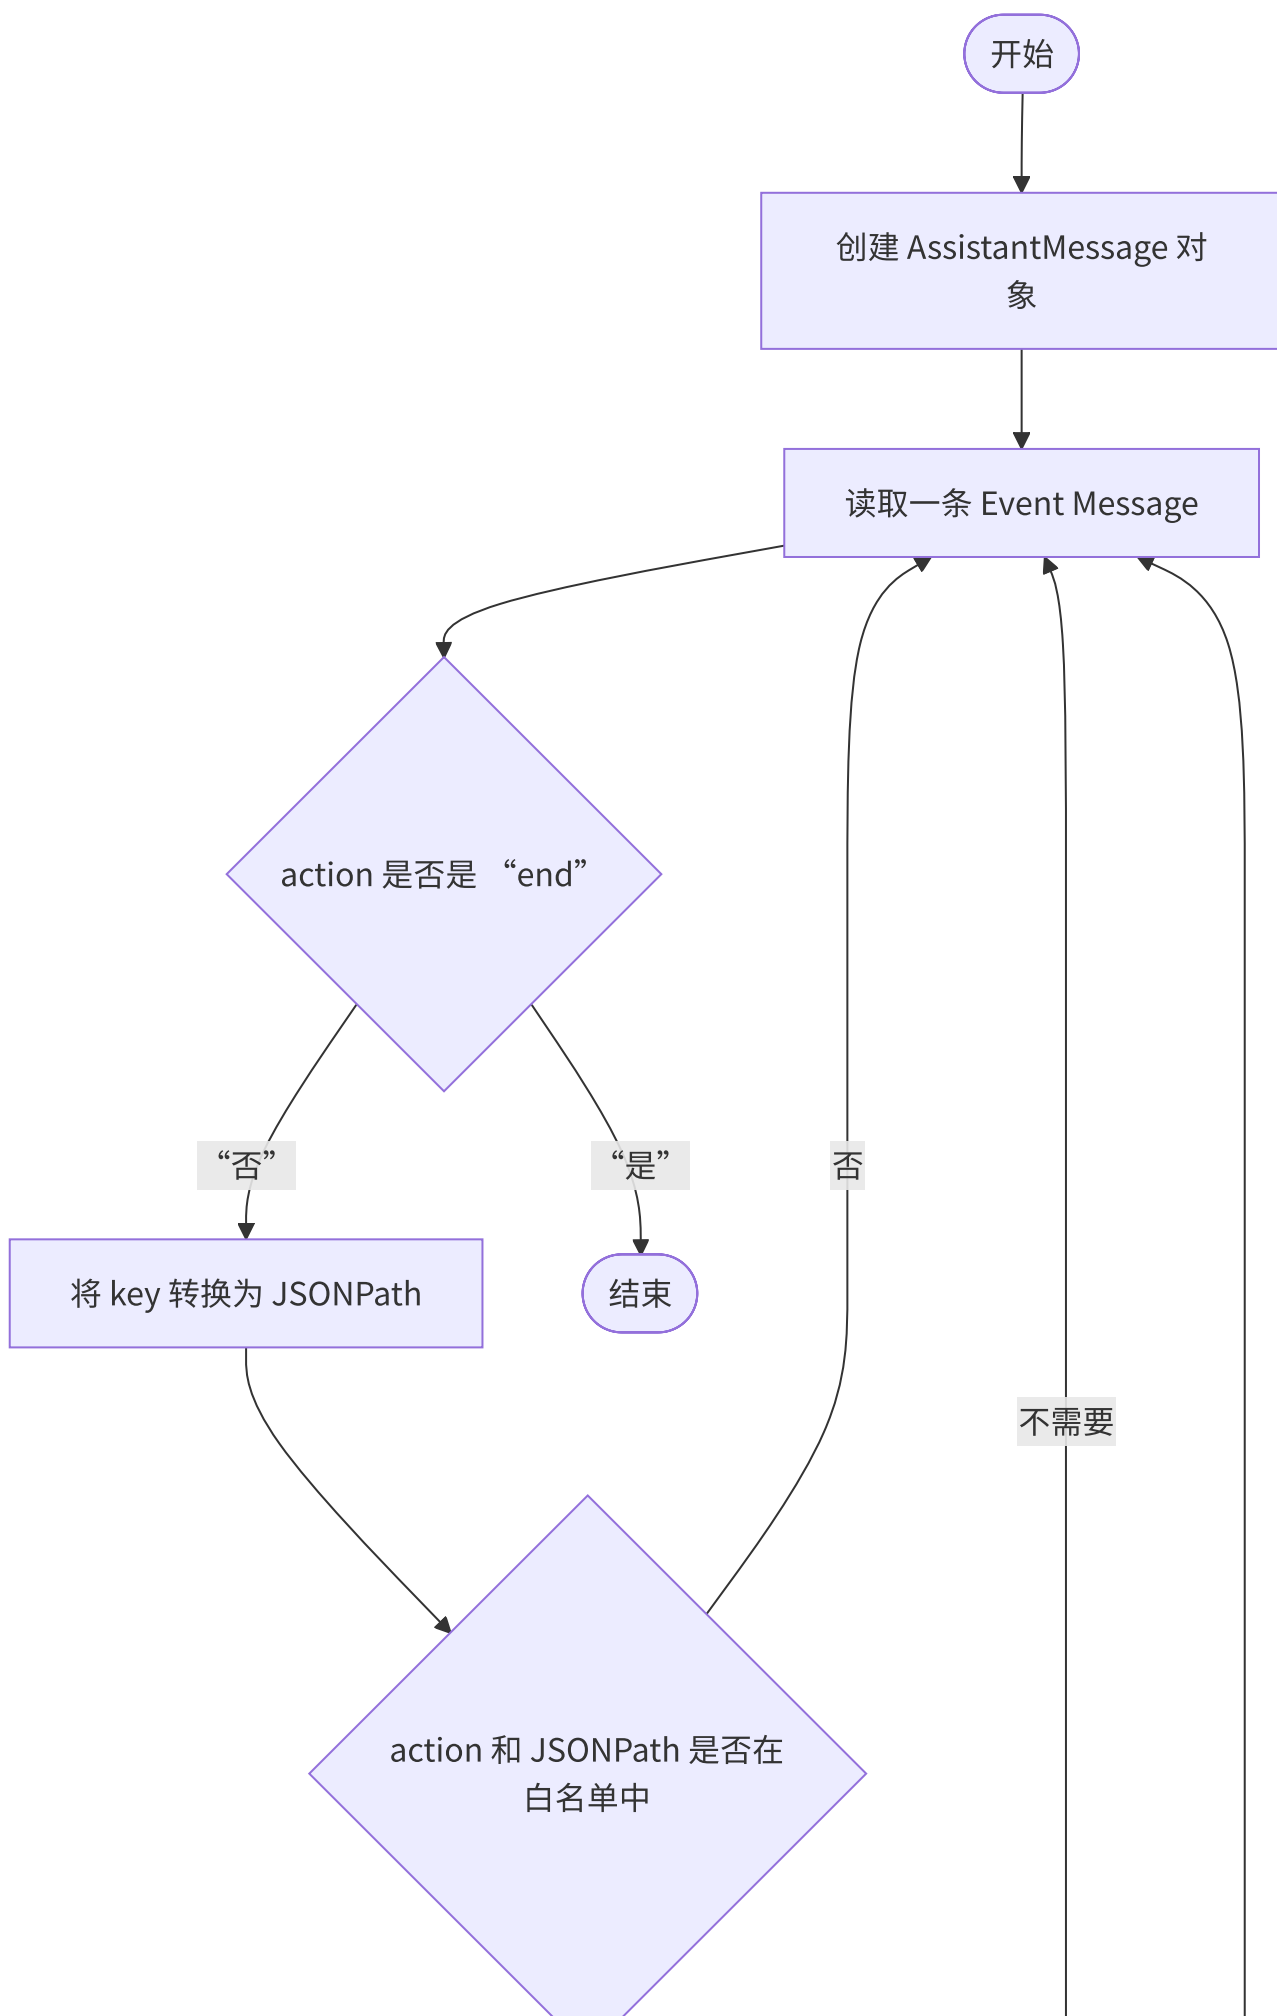 开始
创建 AssistantMessage 对
象
读取一条 Event Message
action 是否是 “end”
“否”
“是”
否
将 key 转换为 JSONPath
结束
不需要
action 和 JSONPath 是否在
白名单中